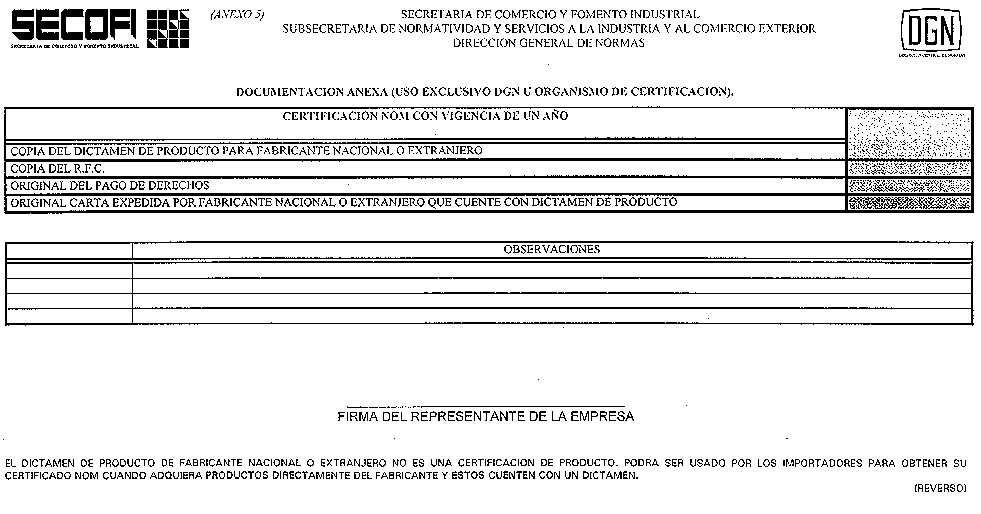 SECOFI
SECRETARIA DE COMERCIO Y FOMENTO INDUSTRIAL
(ANEXO 5)
SECRETARIA DE COMERCIO Y FOMENTO INDUSTRIAL
SUBSECRETARIA DE NORMATIVIDAD Y SERVICIOS A LA INDUSTRIA Y AL COMERCIO EXTERIOR
DIRECCION GENERAL DE NORMAS
DGN
DOCUMENTACION ANEXA (USO EXCLUSIVO DGN U ORGANISMO DE CERTIFICACION).
CERTIFICACION NOM CON VIGENCIA DE UN AÑO
COPIA DEL DICTAMEN DE PRODUCTO PARA FABRICANTE NACIONAL O EXTRANJERO
COPIA DEL R.F.C.
ORIGINAL DEL PAGO DE DERECHOS
ORIGINAL CARTA EXPEDIDA POR FABRICANTE NACIONAL O EXTRANJERO QUE CUENTE CON DICTAMEN DE PRODUCTO
OBSERVACIONES
FIRMA DEL REPRESENTANTE DE LA EMPRESA
EL DICTAMEN DE PRODUCTO DE FABRICANTE NACIONAL O EXTRANJERO NO ES UNA CERTIFICACION DE PRODUCTO. PODRA SER USADO POR LOS IMPORTADORES PARA OBTENER SU
CERTIFICADO NOM CUANDO ADQUIERA PRODUCTOS DIRECTAMENTE DEL FABRICANTE Y ESTOS CUENTEN CON UN DICTAMEN.
(REVERSO)